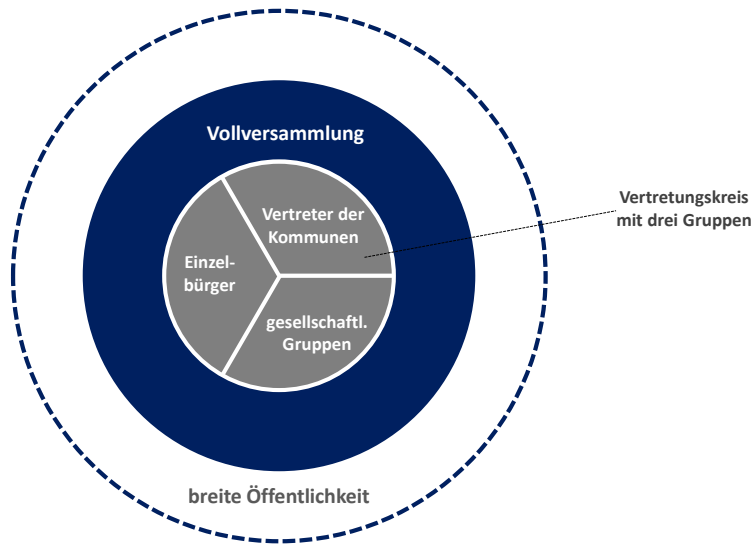 Vollversammlung
Vertreter der
Kommunen
Einzel-
bürger
gesellschaftl.
Gruppen
Vertretungskreis
mit drei Gruppen
breite Öffentlichkeit